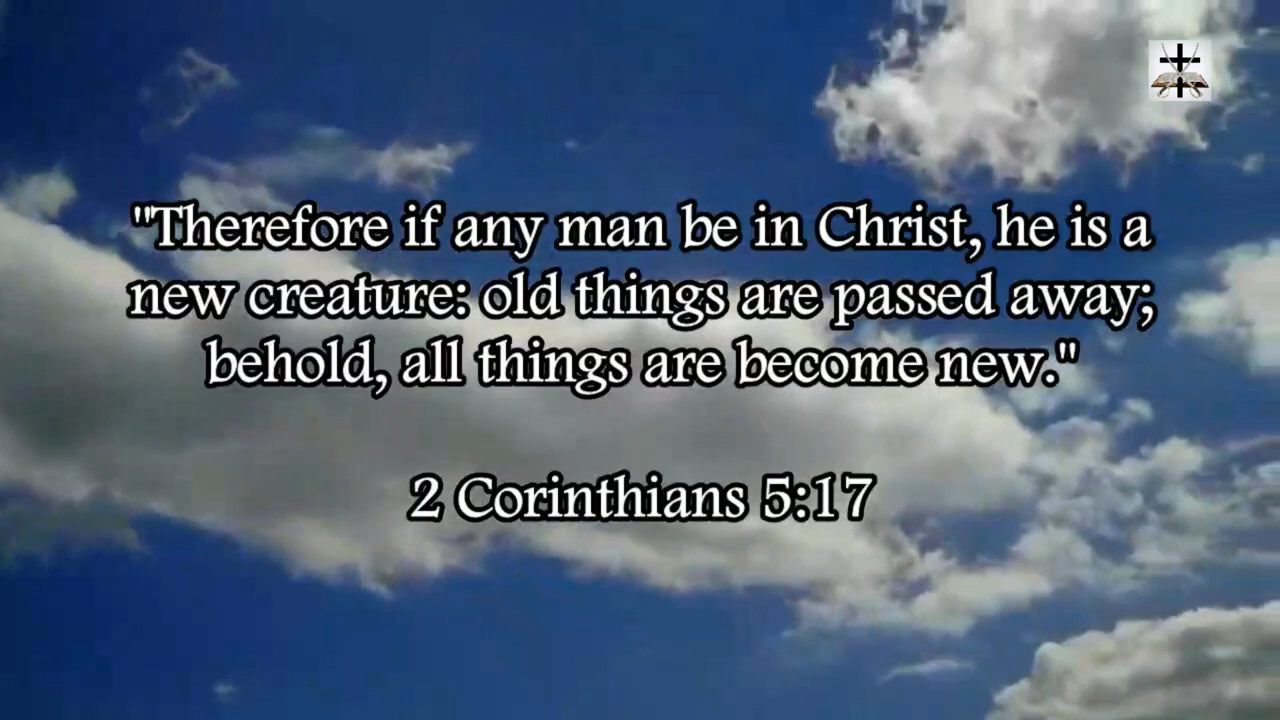 "Therefore if any man be in Christ, he is a
new creature: old things are passed away;
behold, all things are become new."
2 Corinthians 5:17